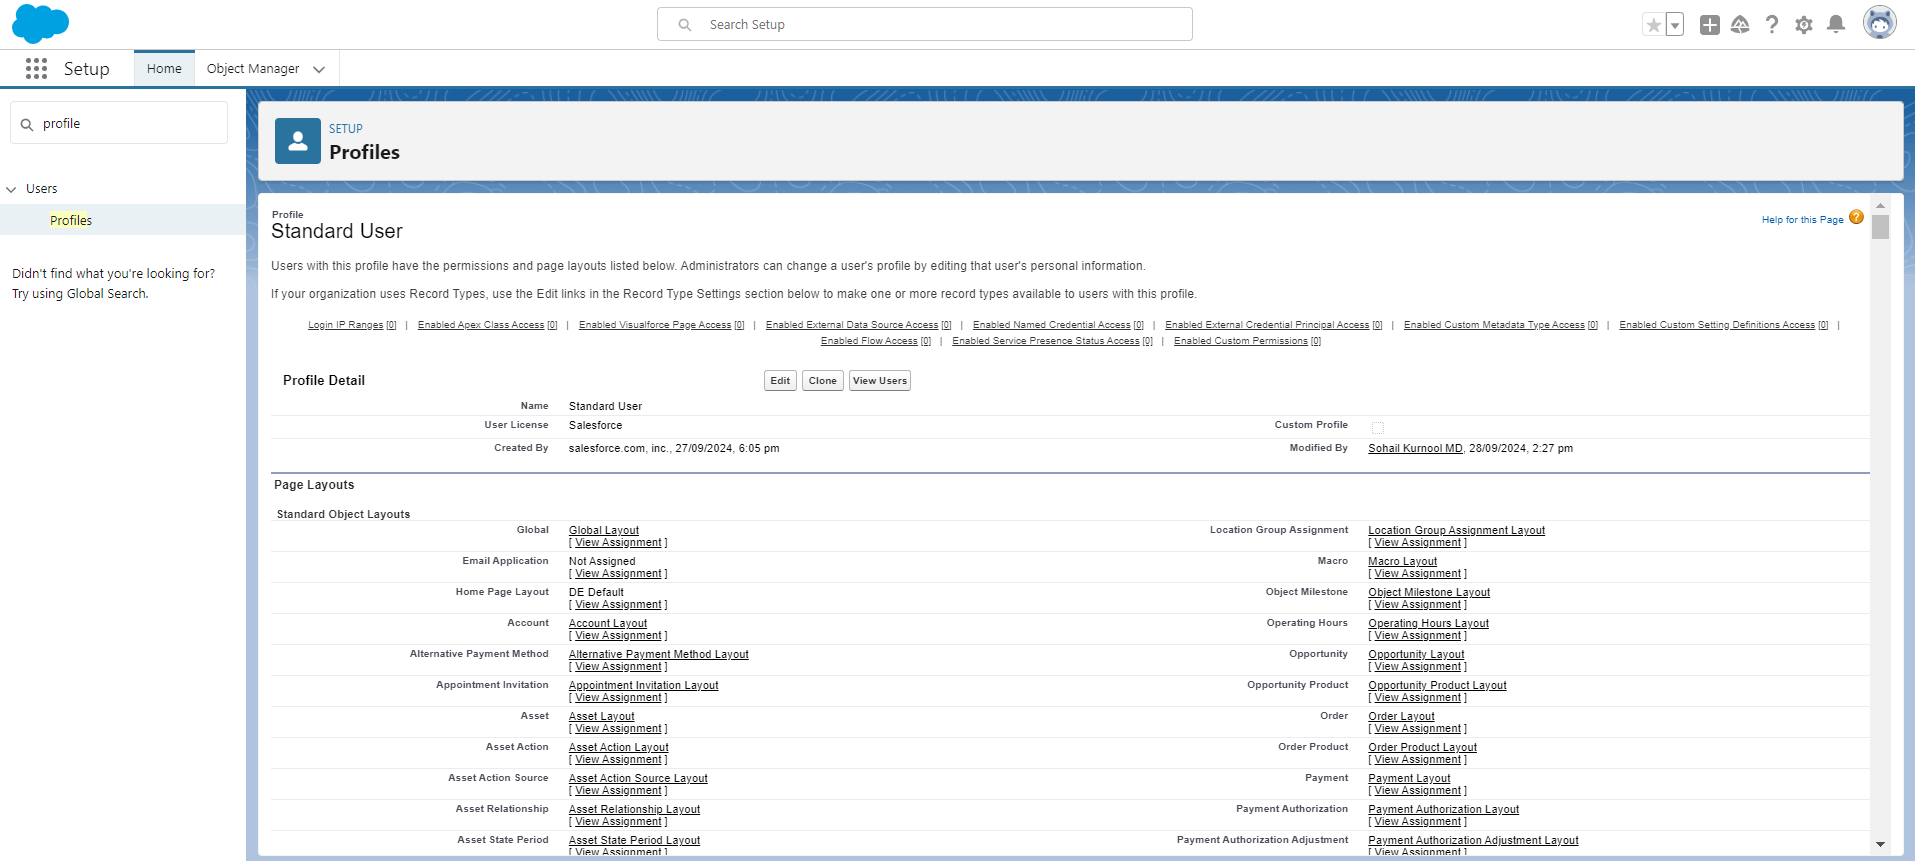 Search Setup
Setup
Home
Object Manager
profile
Users
Profiles
Didn't find what you're looking for?
Try using Global Search.
SETUP
Profiles
Profile
Standard User
Help for this Page
Users with this profile have the permissions and page layouts listed below. Administrators can change a user's profile by editing that user's personal information.
If your organization uses Record Types, use the Edit links in the Record Type Settings section below to make one or more record types available to users with this profile.
Login IP Ranges [0] | Enabled Apex Class Access [0] | Enabled Visualforce Page Access [0] | Enabled External Data Source Access [0] | Enabled Named Credential Access [0] | Enabled External Credential Principal Access [0] | Enabled Custom Metadata Type Access [0] | Enabled Custom Setting Definitions Access [0] |
Enabled Flow Access [0] | Enabled Service Presence Status Access [0] | Enabled Custom Permissions [0]
Profile Detail Edit Clone View Users
Name Standard User
User License Salesforce Custom Profile
Created By salesforce.com, inc., 27/09/2024, 6:05 pm Modified By Sohail Kurnool MD, 28/09/2024, 2:27 pm
Page Layouts
Standard Object Layouts
Global Global Layout Location Group Assignment Location Group Assignment Layout
[ View Assignment ] [ View Assignment ]
Email Application Not Assigned Macro Macro Layout
[ View Assignment ] [ View Assignment ]
Home Page Layout DE Default Object Milestone Object Milestone Layout
[ View Assignment ] [ View Assignment ]
Account Account Layout Operating Hours Operating Hours Layout
[ View Assignment ] [ View Assignment ]
Alternative Payment Method Alternative Payment Method Layout Opportunity Opportunity Layout
[ View Assignment ] [ View Assignment ]
Appointment Invitation Appointment Invitation Layout Opportunity Product Opportunity Product Layout
[ View Assignment ] [ View Assignment ]
Asset Asset Layout Order Order Layout
[ View Assignment ] [ View Assignment ]
Asset Action Asset Action Layout Order Product Order Product Layout
[ View Assignment ] [ View Assignment ]
Asset Action Source Asset Action Source Layout Payment Payment Layout
[ View Assignment ] [ View Assignment ]
Asset Relationship Asset Relationship Layout Payment Authorization Payment Authorization Layout
[ View Assignment ] [ View Assignment ]
Asset State Period Asset State Period Layout Payment Authorization Adjustment Payment Authorization Adjustment Layout
[ View Assignment ] [ View Assignment ]